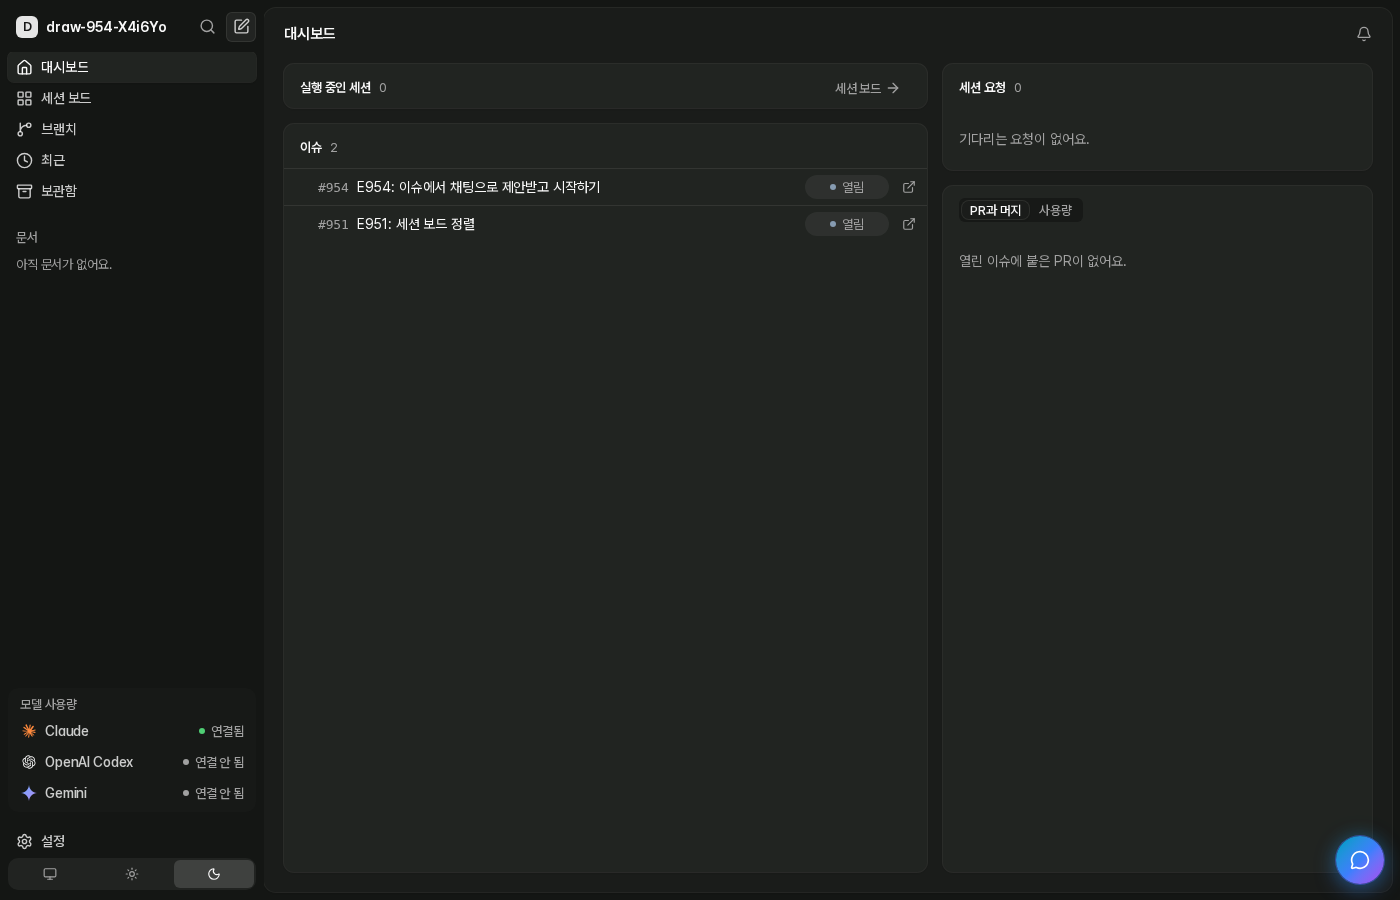 D draw-954-X4i6Yo
대시보드
세션 보드
브랜치
최근
보관함
문서
아직 문서가 없어요.
모델 사용량
Claude 연결됨
OpenAI Codex 연결 안 됨
Gemini 연결 안 됨
설정
대시보드
실행 중인 세션 0 세션 보드
이슈 2
#954 E954: 이슈에서 채팅으로 제안받고 시작하기 열림
#951 E951: 세션 보드 정렬 열림
세션 요청 0
기다리는 요청이 없어요.
PR과 머지 사용량
열린 이슈에 붙은 PR이 없어요.